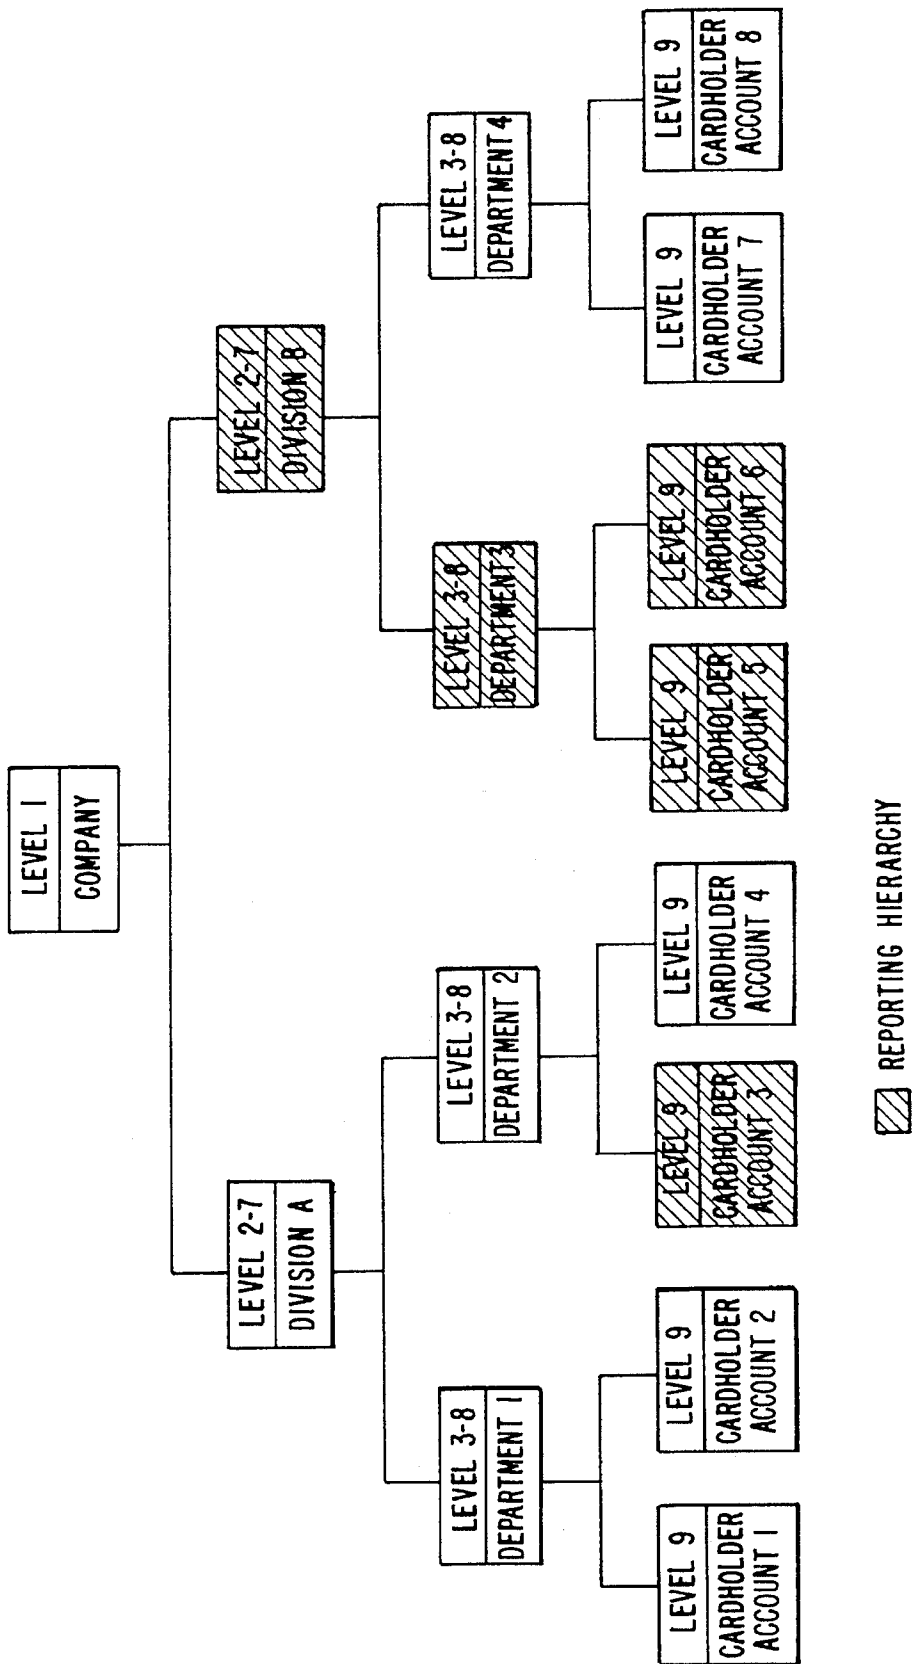 LEVEL 1
COMPANY
LEVEL 2-7
DIVISION A
LEVEL 2-7
DIVISION B
LEVEL 3-8
DEPARTMENT 1
LEVEL 3-8
DEPARTMENT 2
LEVEL 3-8
DEPARTMENT 3
LEVEL 3-8
DEPARTMENT 4
LEVEL 9
CARDHOLDER
ACCOUNT 1
LEVEL 9
CARDHOLDER
ACCOUNT 2
LEVEL 9
CARDHOLDER
ACCOUNT 3
LEVEL 9
CARDHOLDER
ACCOUNT 4
LEVEL 9
CARDHOLDER
ACCOUNT 5
LEVEL 9
CARDHOLDER
ACCOUNT 6
LEVEL 9
CARDHOLDER
ACCOUNT 7
LEVEL 9
CARDHOLDER
ACCOUNT 8
REPORTING HIERARCHY